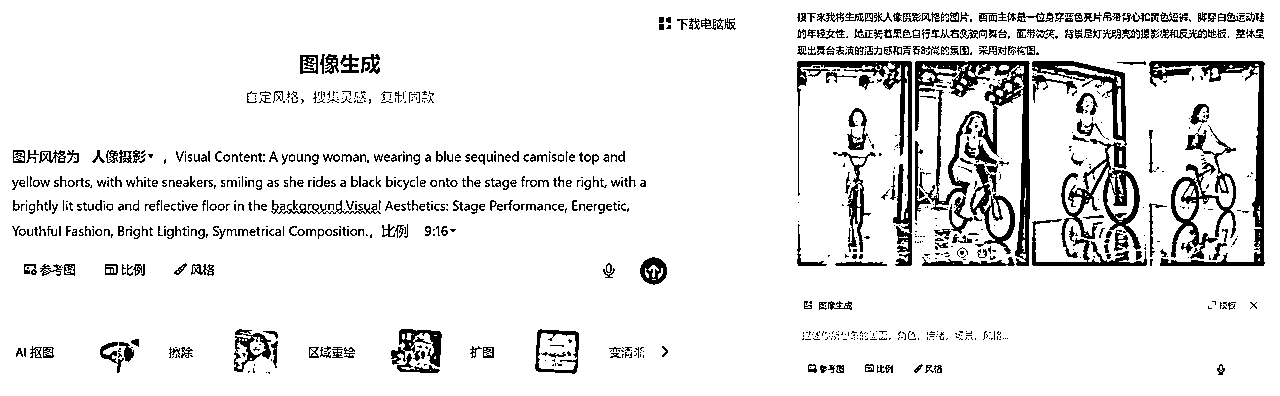 下载电脑版
图像生成
自定风格，搜集灵感，复制同款
图片风格为 人像摄影 ，Visual Content: A young woman, wearing a blue sequined camisole top and
yellow shorts, with white sneakers, smiling as she rides a black bicycle onto the stage from the right, with a
brightly lit studio and reflective floor in the background.Visual Aesthetics: Stage Performance, Energetic,
Youthful Fashion, Bright Lighting, Symmetrical Composition.，比例 9:16
参考图 比例 风格
AI 抠图 擦除 区域重绘 扩图 变清晰
接下来我将生成四张人像摄影风格的图片，画面主体是一位身穿蓝色亮片吊带背心和黄色短裤、脚穿白色运动鞋
的年轻女性，她正骑着黑色自行车从右侧驶向舞台，面带微笑。背景是灯光明亮的摄影棚和反光的地板，整体呈
现出舞台表演的活力感和青春时尚的氛围，采用对称构图。
图像生成 模板
描述你所想象的画面，角色，情绪，场景，风格...
参考图 比例 风格